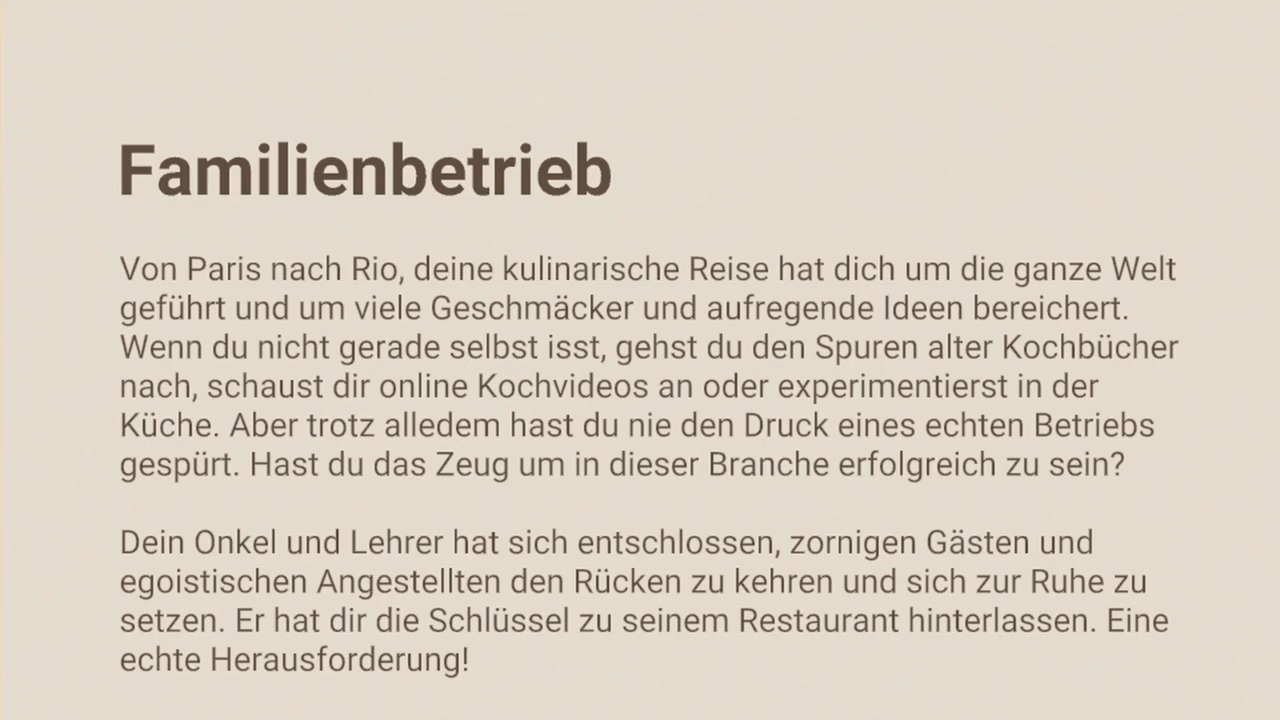 Familienbetrieb
Von Paris nach Rio, deine kulinarische Reise hat dich um die ganze Welt
geführt und um viele Geschmäcker und aufregende Ideen bereichert.
Wenn du nicht gerade selbst isst, gehst du den Spuren alter Kochbücher
nach, schaust dir online Kochvideos an oder experimentierst in der
Küche. Aber trotz alledem hast du nie den Druck eines echten Betriebs
gespürt. Hast du das Zeug um in dieser Branche erfolgreich zu sein?
Dein Onkel und Lehrer hat sich entschlossen, zornigen Gästen und
egoistischen Angestellten den Rücken zu kehren und sich zur Ruhe zu
setzen. Er hat dir die Schlüssel zu seinem Restaurant hinterlassen. Eine
echte Herausforderung!